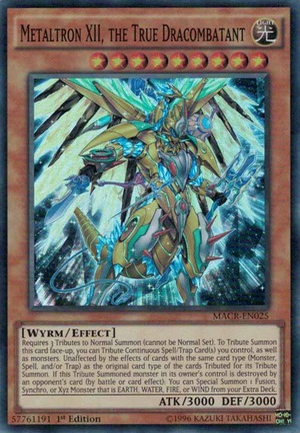 METALTRON XII, THE TRUE DRACOMBATANT
LIGHT
光
MACR-EN025
[WYRM/EFFECT]
Requires 3 Tributes to Normal Summon (cannot be Normal Set). To Tribute Summon
this card face-up, you can Tribute Continuous Spell/Trap Card(s) you control, as well
as monsters. Unaffected by the effects of cards with the same card type (Monster,
Spell, and/or Trap) as the original card type of the cards Tributed for its Tribute
Summon. If this Tribute Summoned monster in its owner's control is destroyed by
an opponent's card (by battle or card effect): You can Special Summon 1 Fusion,
Synchro, or Xyz Monster that is EARTH, WATER, FIRE, or WIND from your Extra Deck.
ATK/3000 DEF/3000
57761191 1st Edition ©1996 KAZUKI TAKAHASHI